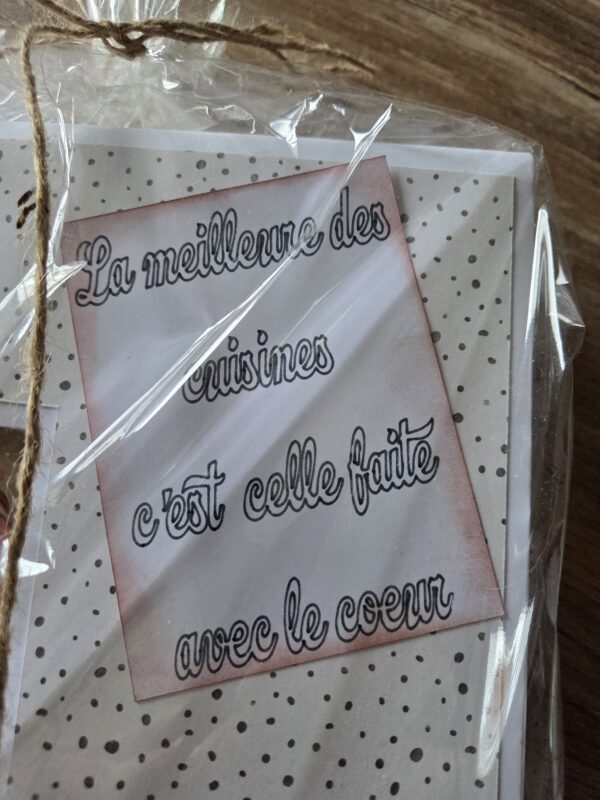 La meilleure des
cuisines
c'est celle faite
avec le coeur